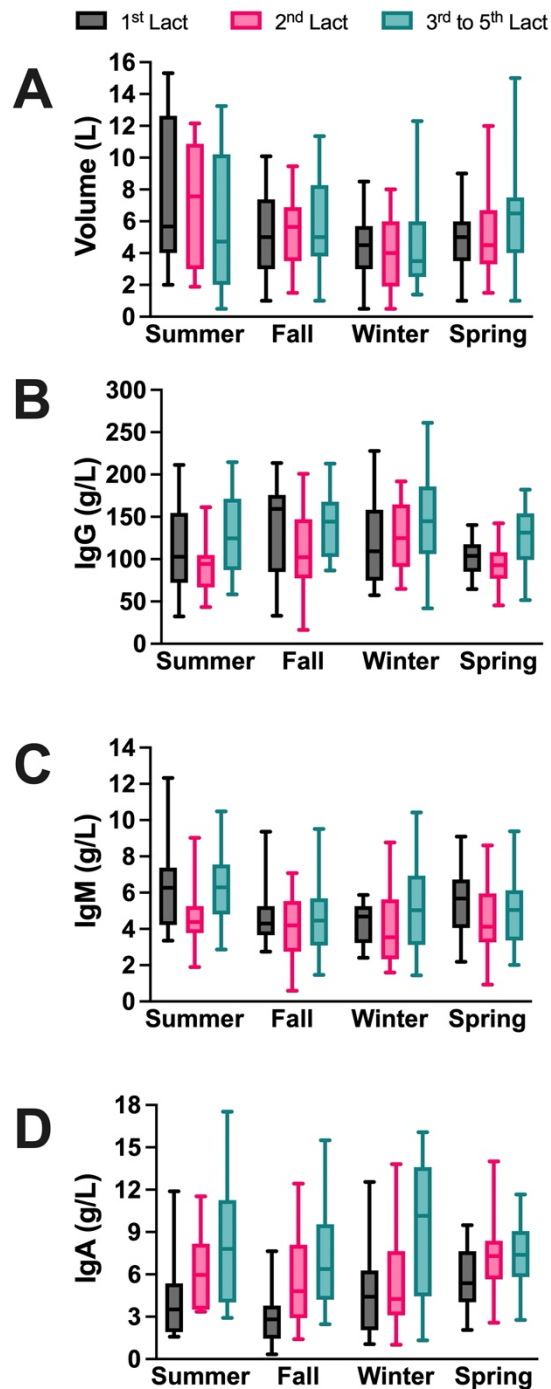 1st Lact 2nd Lact 3rd to 5th Lact
A
Volume (L)
16
14
12
10
8
6
4
2
0
Summer Fall Winter Spring
B
IgG (g/L)
300
250
200
150
100
50
0
Summer Fall Winter Spring
C
IgM (g/L)
14
12
10
8
6
4
2
0
Summer Fall Winter Spring
D
IgA (g/L)
18
15
12
9
6
3
0
Summer Fall Winter Spring